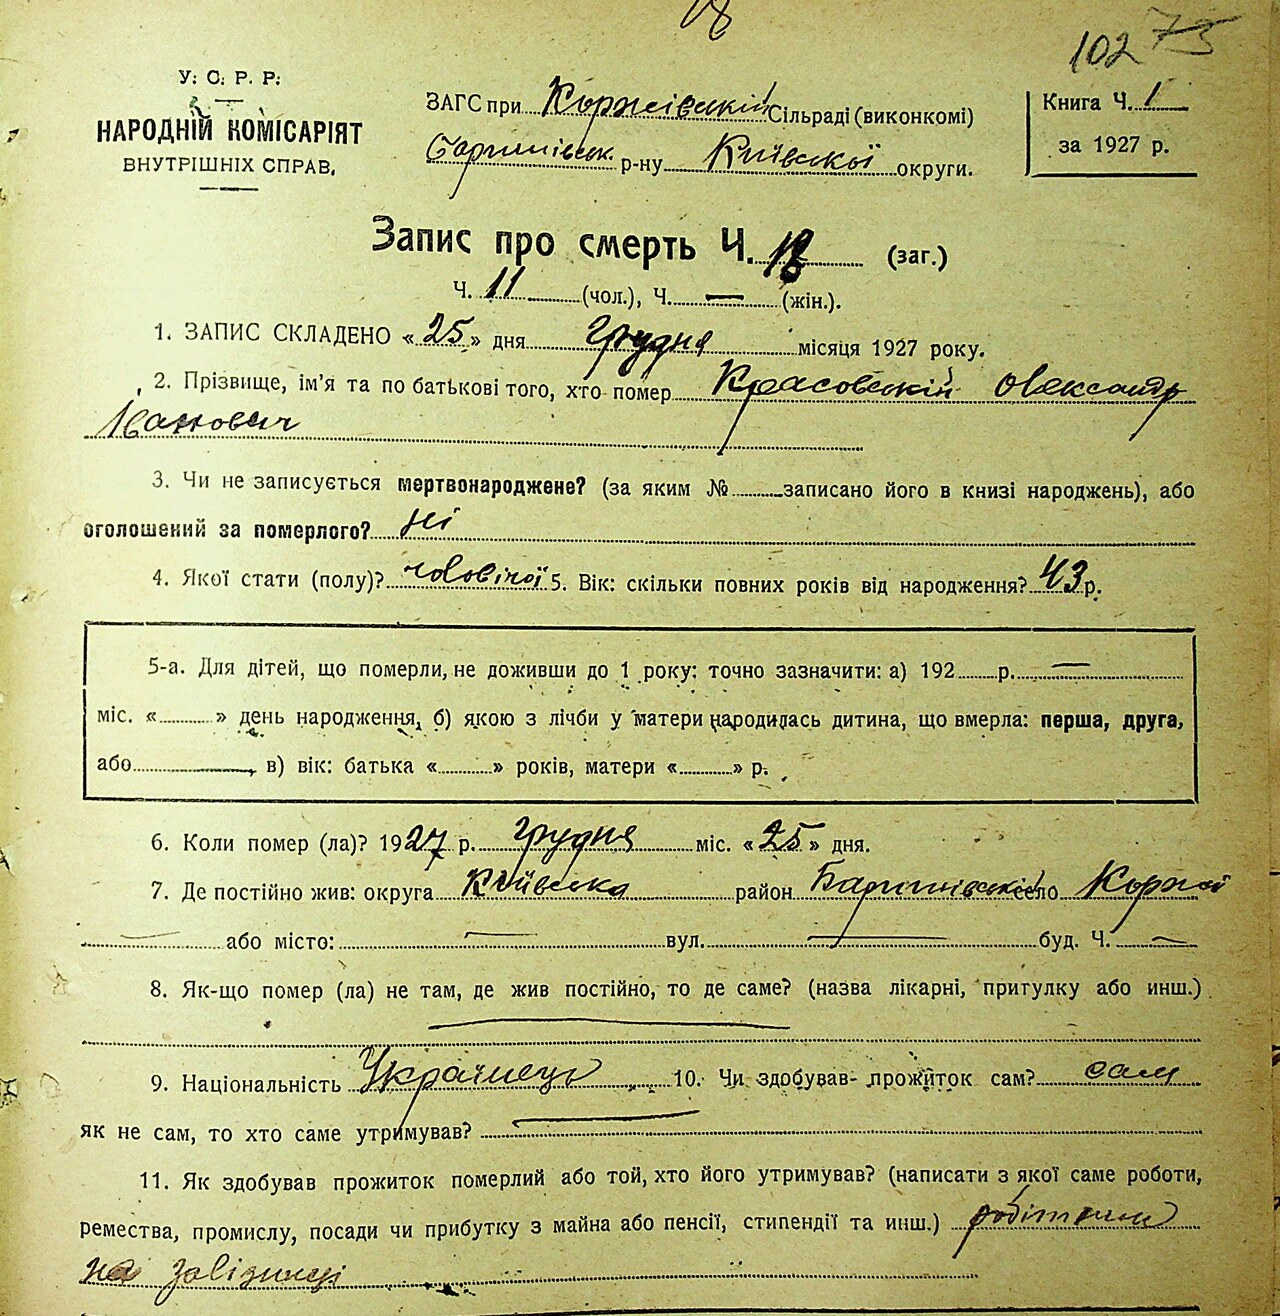 102 75
У. С. Р. Р.
НАРОДНІЙ КОМІСАРІЯТ
ВНУТРІШНІХ СПРАВ.
ЗАГС при Коржівській Сільраді (виконкомі)
р-ну Київської округи.
Книга Ч. 1
за 1927 р.
Запис про смерть Ч. 18 (заг.)
Ч. 11 (чол.), Ч. — (жін.).
1. ЗАПИС СКЛАДЕНО «25» дня грудня місяця 1927 року.
2. Прізвище, ім'я та по батькові того, хто помер Красовській Олександр
Іванович
3. Чи не записується мертвонароджене? (за яким № записано його в книзі народжень), або
оголошений за померлого? Ні
4. Якої стати (полу)? чоловічої 5. Вік: скільки повних років від народження? 43 р.
5-а. Для дітей, що померли, не доживши до 1 року: точно зазначити: а) 192 р. —
міс. « » день народження, б) якою з лічби у матери народилась дитина, що вмерла: перша, друга,
або —, в) вік: батька « » років, матери « » р.
6. Коли помер (ла)? 1927 р. грудня міс. «25» дня.
7. Де постійно жив: округа Київська район Баришівській село Коржі
— або місто: — вул. — буд. Ч. —
8. Як-що помер (ла) не там, де жив постійно, то де саме? (назва лікарні, притулку або инш.)
—
9. Національність Українець 10. Чи здобував прожиток сам? сам
як не сам, то хто саме утримував? —
11. Як здобував прожиток померлий або той, хто його утримував? (написати з якої саме роботи,
ремества, промислу, посади чи прибутку з майна або пенсії, стипендії та инш.)
на залізниці